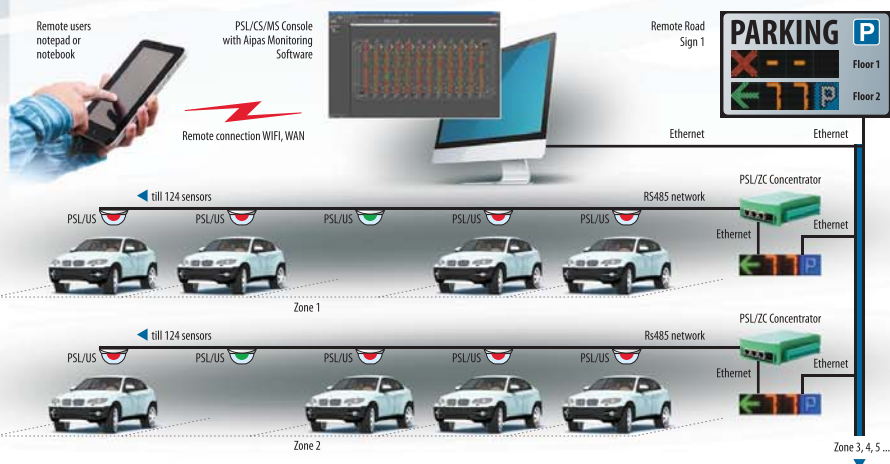 Remote users
notepad or
notebook
PSL/CS/MS Console
with Aipas Monitoring
Software
Remote Road
Sign 1
PARKING P
Floor 1
77 P Floor 2
Remote connection WIFI, WAN
Ethernet
Ethernet
PSL/ZC Concentrator
till 124 sensors
RS485 network
PSL/US
PSL/US
PSL/US
PSL/US
PSL/US
Ethernet
Ethernet
77 P
Zone 1
PSL/ZC Concentrator
till 124 sensors
Rs485 network
PSL/US
PSL/US
PSL/US
PSL/US
PSL/US
Ethernet
Ethernet
77 P
Zone 2
Zone 3, 4, 5 ...